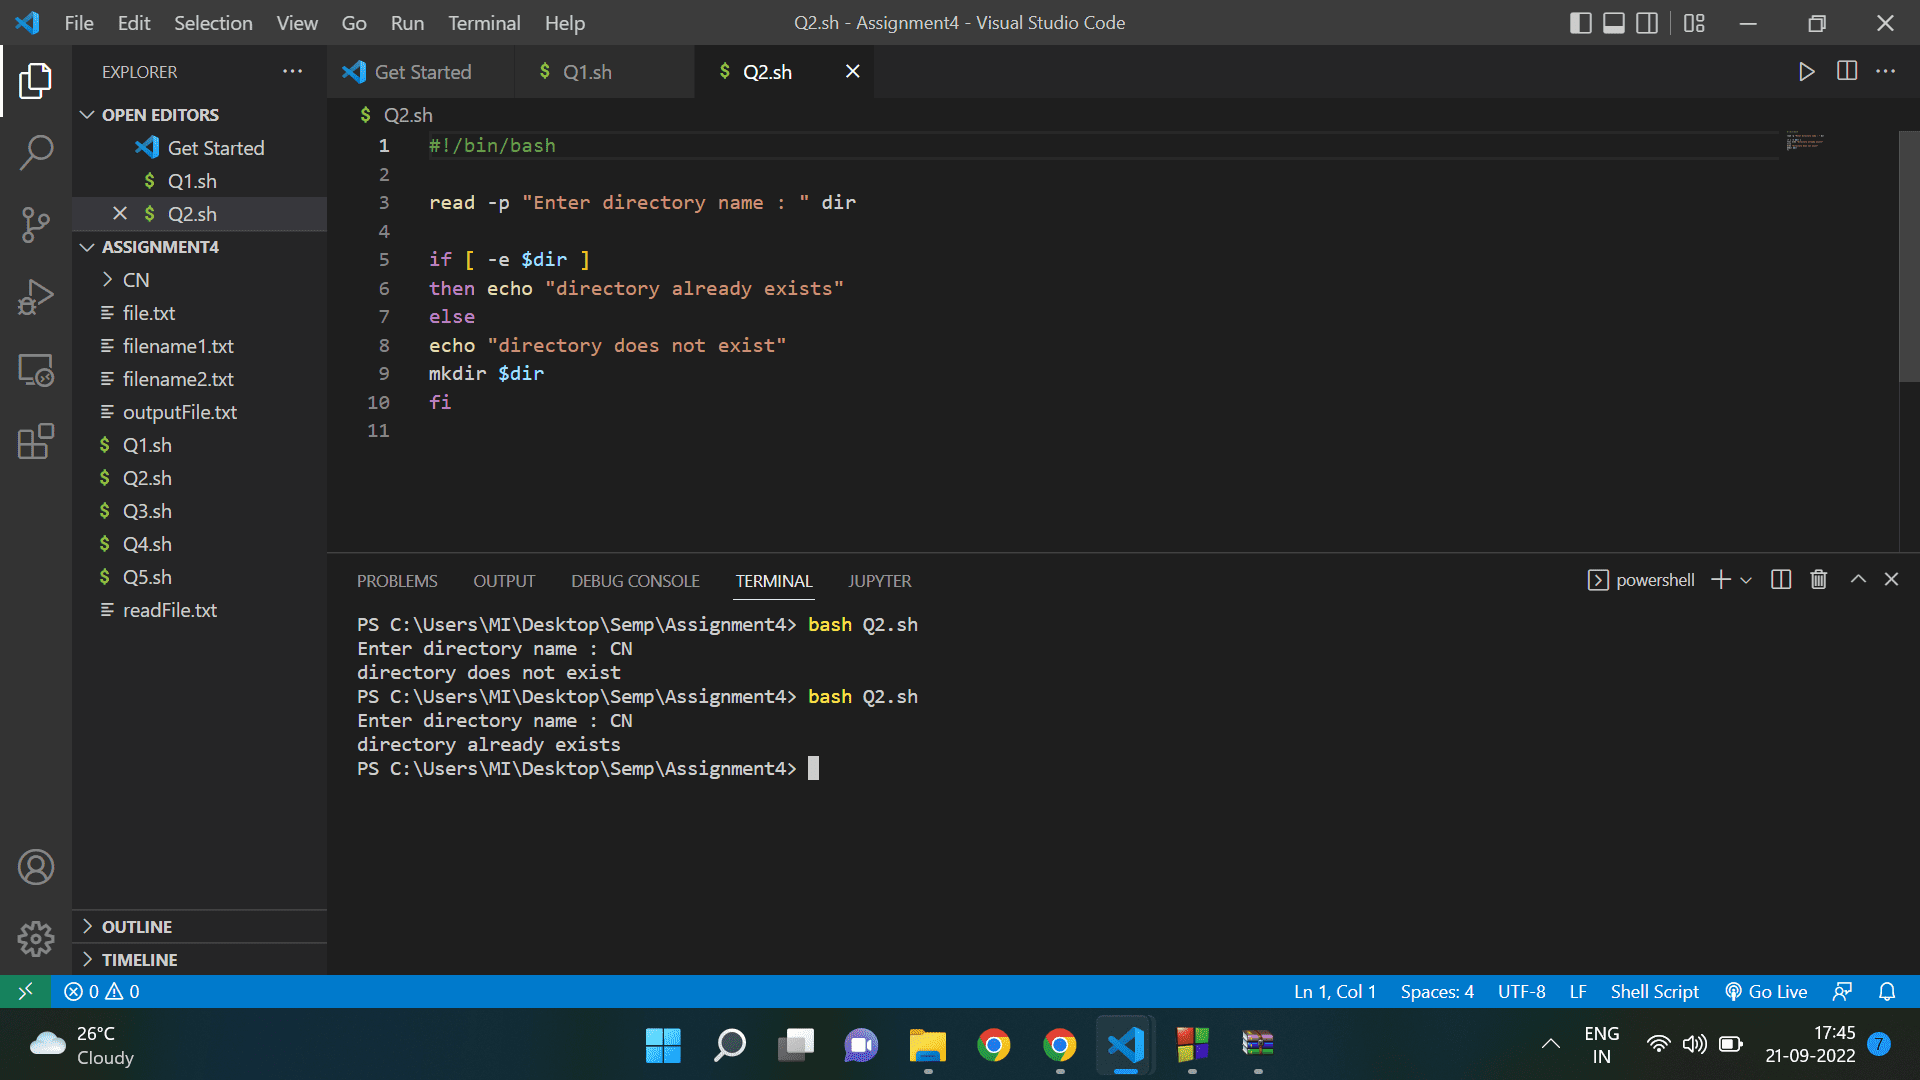 File Edit Selection View Go Run Terminal Help
Q2.sh - Assignment4 - Visual Studio Code
EXPLORER
Get Started
$ Q1.sh
$ Q2.sh
OPEN EDITORS
Get Started
$ Q1.sh
$ Q2.sh
ASSIGNMENT4
CN
file.txt
filename1.txt
filename2.txt
outputFile.txt
$ Q1.sh
$ Q2.sh
$ Q3.sh
$ Q4.sh
$ Q5.sh
readFile.txt
OUTLINE
TIMELINE
$ Q2.sh
1 #!/bin/bash
2
3 read -p "Enter directory name : " dir
4
5 if [ -e $dir ]
6 then echo "directory already exists"
7 else
8 echo "directory does not exist"
9 mkdir $dir
10 fi
11
PROBLEMS OUTPUT DEBUG CONSOLE TERMINAL JUPYTER
powershell
PS C:\Users\MI\Desktop\Semp\Assignment4> bash Q2.sh
Enter directory name : CN
directory does not exist
PS C:\Users\MI\Desktop\Semp\Assignment4> bash Q2.sh
Enter directory name : CN
directory already exists
PS C:\Users\MI\Desktop\Semp\Assignment4>
0 0
Ln 1, Col 1 Spaces: 4 UTF-8 LF Shell Script Go Live
26°C
Cloudy
ENG
IN
17:45
21-09-2022
7